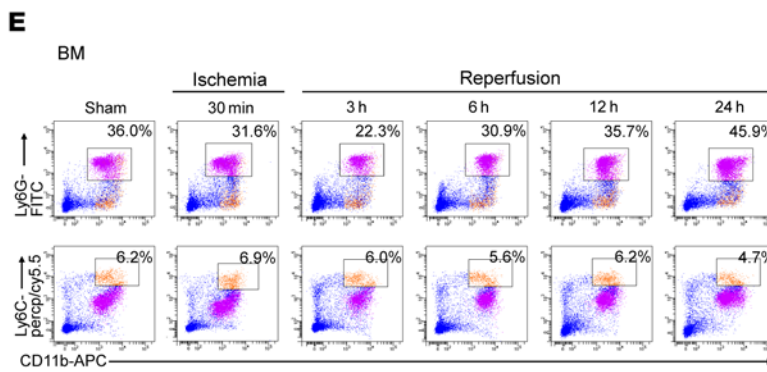 E
BM
Ischemia Reperfusion
Sham 30 min 3 h 6 h 12 h 24 h
36.0% 31.6% 22.3% 30.9% 35.7% 45.9%
Ly6G-
FITC
6.2% 6.9% 6.0% 5.6% 6.2% 4.7%
Ly6C-
percp/cy5.5
CD11b-APC